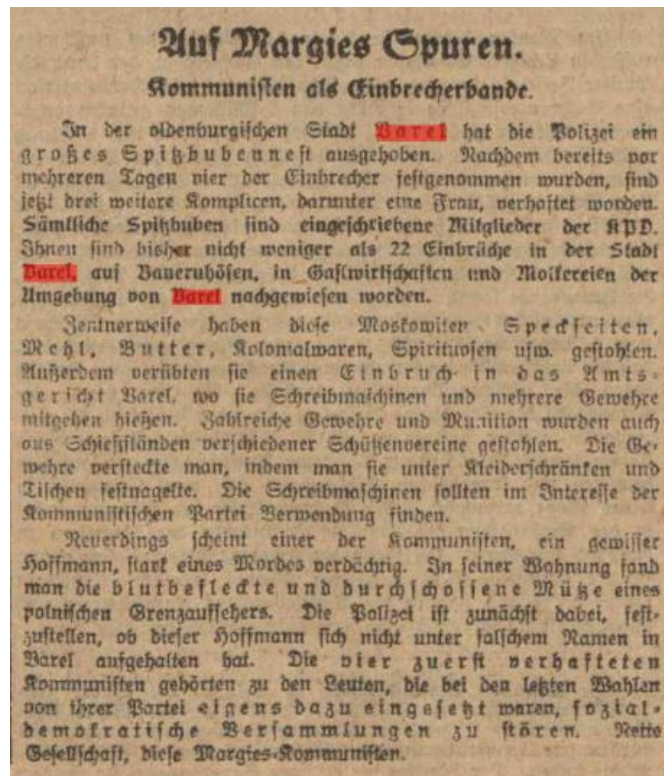 Auf Margies Spuren.
Kommunisten als Einbrecherbande.
In der oldenburgischen Stadt Varel hat die Polizei ein
großes Spitzbubennest ausgehoben. Nachdem bereits vor
mehreren Tagen vier der Einbrecher festgenommen wurden, sind
jetzt drei weitere Komplicen, darunter eine Frau, verhaftet worden.
Sämtliche Spitzbuben sind eingeschriebene Mitglieder der KPD.
Ihnen sind bisher nicht weniger als 22 Einbrüche in der Stadt
Varel, auf Bauernhöfen, in Gastwirtschaften und Molkereien der
Umgebung von Varel nachgewiesen worden.
Zentnerweise haben diese Moskowiter Speckseiten,
Mehl, Butter, Kolonialwaren, Spirituosen usw. gestohlen.
Außerdem verübten sie einen Einbruch in das Amts-
gericht Varel, wo sie Schreibmaschinen und mehrere Gewehre
mitgehen hießen. Zahlreiche Gewehre und Munition wurden auch
aus Schießständen verschiedener Schützenvereine gestohlen. Die Ge-
wehre versteckte man, indem man sie unter Kleiderschränken und
Tischen festnagelte. Die Schreibmaschinen sollten im Interesse der
Kommunistischen Partei Verwendung finden.
Neuerdings scheint einer der Kommunisten, ein gewisser
Hoffmann, stark eines Mordes verdächtig. In seiner Wohnung fand
man die blutbefleckte und durchschossene Mütze eines
polnischen Grenzaufsehers. Die Polizei ist zunächst dabei, fest-
zustellen, ob dieser Hoffmann sich nicht unter falschem Namen in
Varel aufgehalten hat. Die vier zuerst verhafteten
Kommunisten gehörten zu den Leuten, die bei den letzten Wahlen
von ihrer Partei eigens dazu eingesetzt waren, sozial-
demokratische Versammlungen zu stören. Nette
Gesellschaft, diese Margies-Kommunisten.